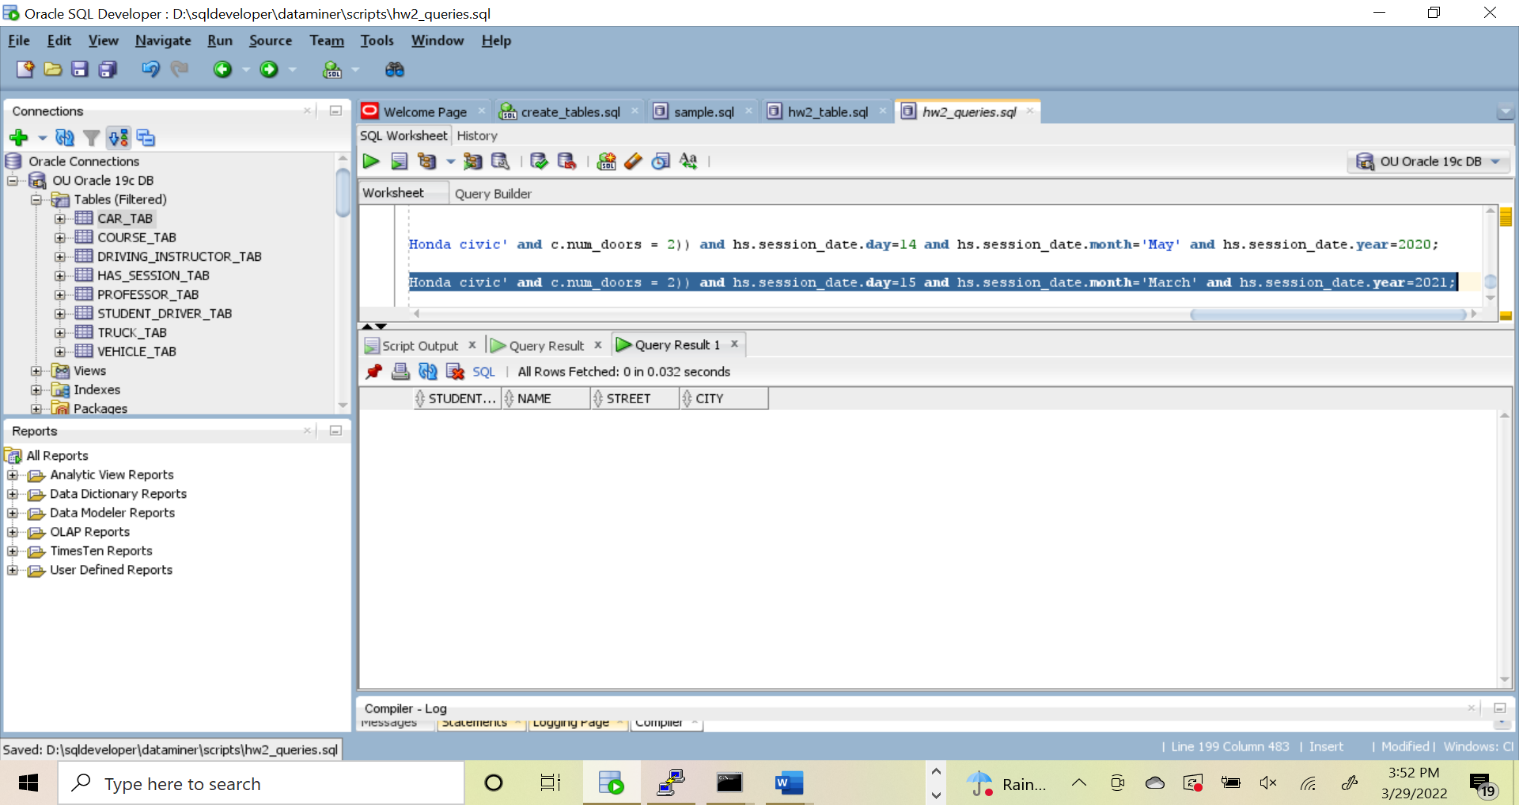 Oracle SQL Developer : D:\sqldeveloper\dataminer\scripts\hw2_queries.sql
File Edit View Navigate Run Source Team Tools Window Help
Connections
Welcome Page create_tables.sql sample.sql hw2_table.sql hw2_queries.sql
SQL Worksheet History
OU Oracle 19c DB
Worksheet Query Builder
Oracle Connections
OU Oracle 19c DB
Tables (Filtered)
CAR_TAB
COURSE_TAB
DRIVING_INSTRUCTOR_TAB
HAS_SESSION_TAB
PROFESSOR_TAB
STUDENT_DRIVER_TAB
TRUCK_TAB
VEHICLE_TAB
Views
Indexes
Packages
Honda civic' and c.num_doors = 2)) and hs.session_date.day=14 and hs.session_date.month='May' and hs.session_date.year=2020;
Honda civic' and c.num_doors = 2)) and hs.session_date.day=15 and hs.session_date.month='March' and hs.session_date.year=2021;
Script Output Query Result Query Result 1
SQL All Rows Fetched: 0 in 0.032 seconds
STUDENT... NAME STREET CITY
Reports
All Reports
Analytic View Reports
Data Dictionary Reports
Data Modeler Reports
OLAP Reports
TimesTen Reports
User Defined Reports
Compiler - Log
Messages Statements Logging Page Compiler
Saved: D:\sqldeveloper\dataminer\scripts\hw2_queries.sql
Line 199 Column 483 | Insert | Modified | Windows: Cl
Type here to search
Rain...
3:52 PM
3/29/2022
19